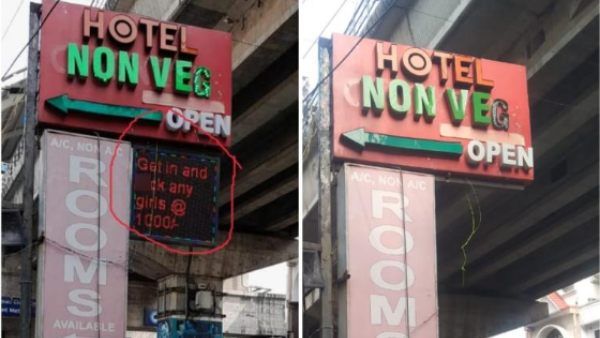 HOTEL
NON VEG
OPEN
A/C, NON A/C
ROOMS
AVAILABLE
Get in and
ck any
girls @
1000/-
HOTEL
NON VEG
OPEN
A/C, NON A/C
ROOMS